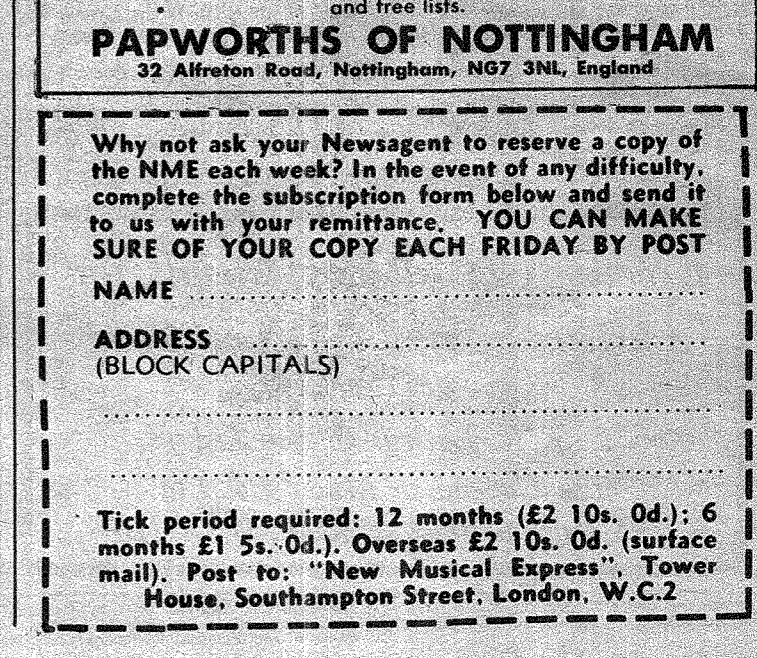 and free lists.
PAPWORTHS OF NOTTINGHAM
32 Alfreton Road, Nottingham, NG7 3NL, England
Why not ask your Newsagent to reserve a copy of
the NME each week? In the event of any difficulty,
complete the subscription form below and send it
to us with your remittance. YOU CAN MAKE
SURE OF YOUR COPY EACH FRIDAY BY POST
NAME
ADDRESS
(BLOCK CAPITALS)
Tick period required: 12 months (£2 10s. 0d.); 6
months £1 5s. 0d.). Overseas £2 10s. 0d. (surface
mail). Post to: "New Musical Express", Tower
House, Southampton Street, London, W.C.2